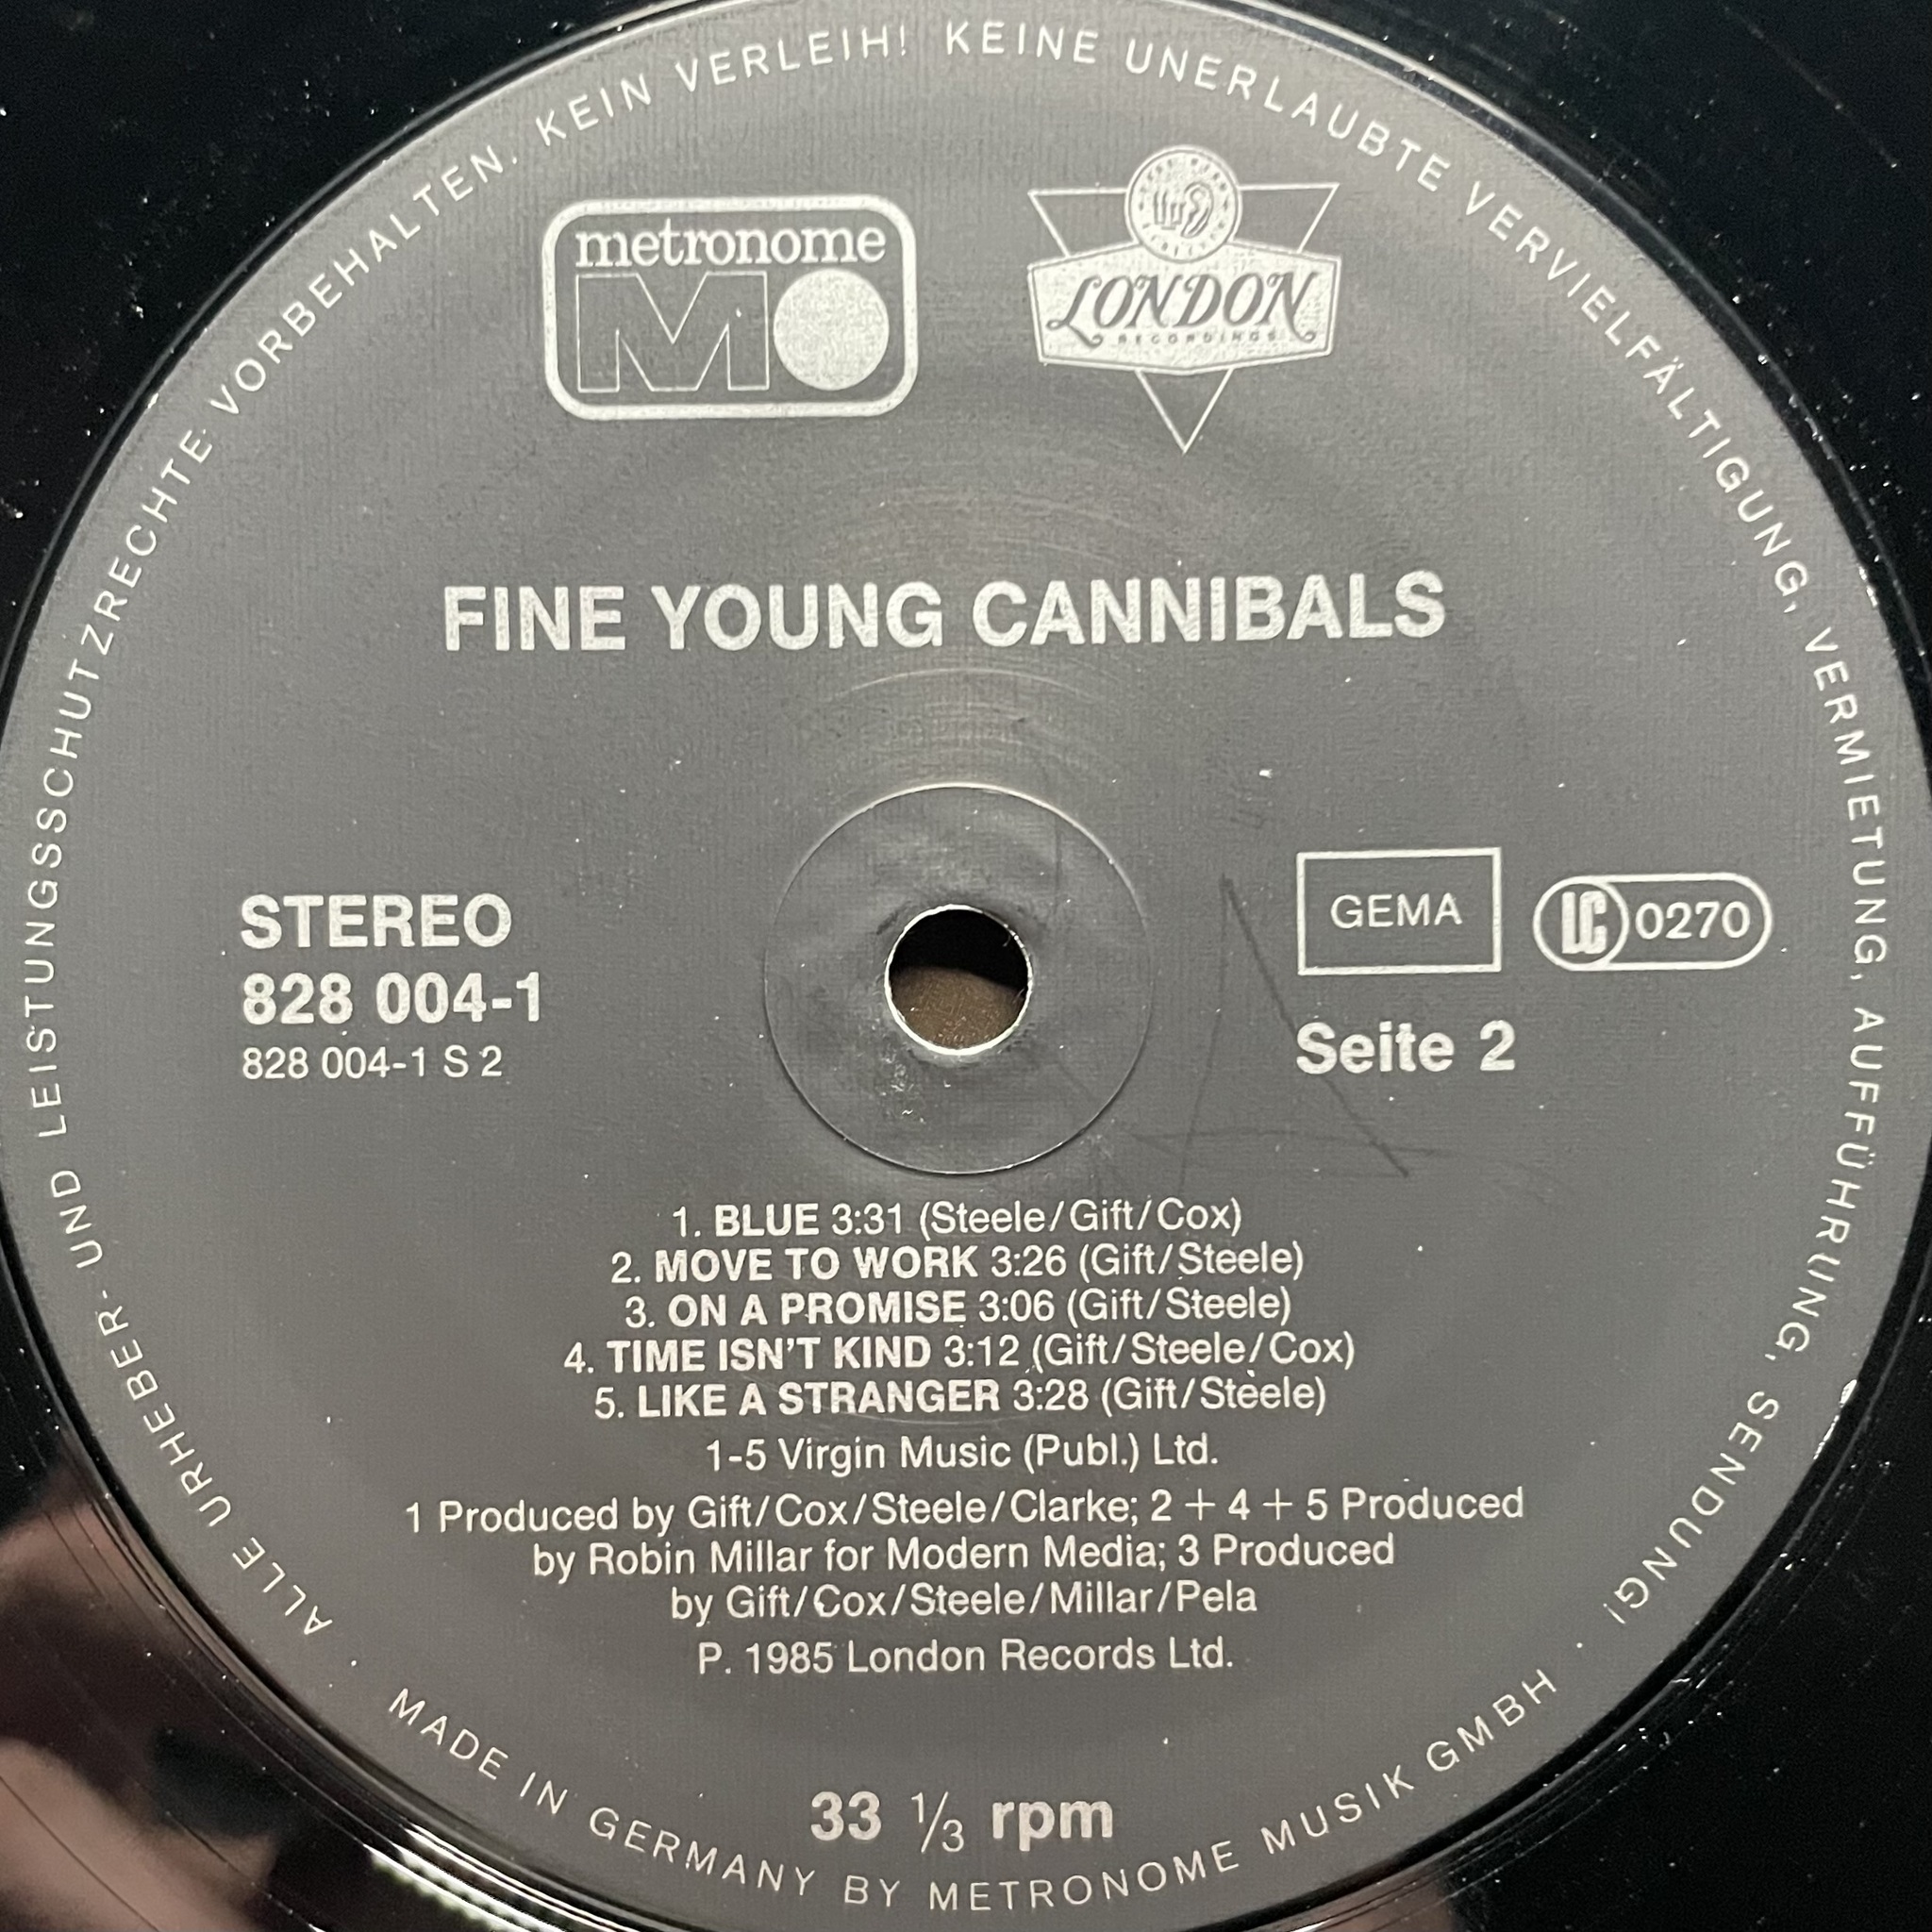 ALLE URHEBER- UND LEISTUNGSSCHUTZRECHTE VORBEHALTEN. KEIN VERLEIH! KEINE UNERLAUBTE VERVIELFÄLTIGUNG, VERMIETUNG, AUFFÜHRUNG, SENDUNG!
metronome
MO
LONDON
RECORDINGS
FINE YOUNG CANNIBALS
STEREO
828 004-1
828 004-1 S 2
GEMA
LC 0270
Seite 2
1. BLUE 3:31 (Steele/Gift/Cox)
2. MOVE TO WORK 3:26 (Gift/Steele)
3. ON A PROMISE 3:06 (Gift/Steele)
4. TIME ISN'T KIND 3:12 (Gift/Steele/Cox)
5. LIKE A STRANGER 3:28 (Gift/Steele)
1-5 Virgin Music (Publ.) Ltd.
1 Produced by Gift/Cox/Steele/Clarke; 2 + 4 + 5 Produced
by Robin Millar for Modern Media; 3 Produced
by Gift/Cox/Steele/Millar/Pela
P. 1985 London Records Ltd.
33 1/3 rpm
· MADE IN GERMANY BY METRONOME MUSIK GMBH ·